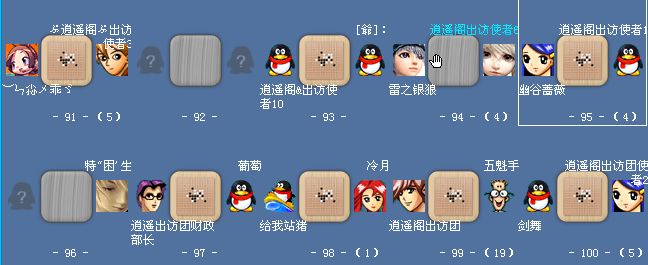 逍遥阁ぷ出访
使者3
[爺]:
逍遥阁出访使者6
逍遥阁出访使者1
逍遥阁&出访使
者10
雷之银狼
幽谷蔷薇
- 91 - (5)
- 92 -
- 93 -
- 94 - (4)
- 95 - (4)
特"困'生
葡萄
冷月
五魁手
逍遥阁出访团使
者2
逍遥阁出访团财政
部长
给我站猪
逍遥阁出访团
剑舞
- 96 -
- 97 -
- 98 - (1)
- 99 - (19)
- 100 - (5)